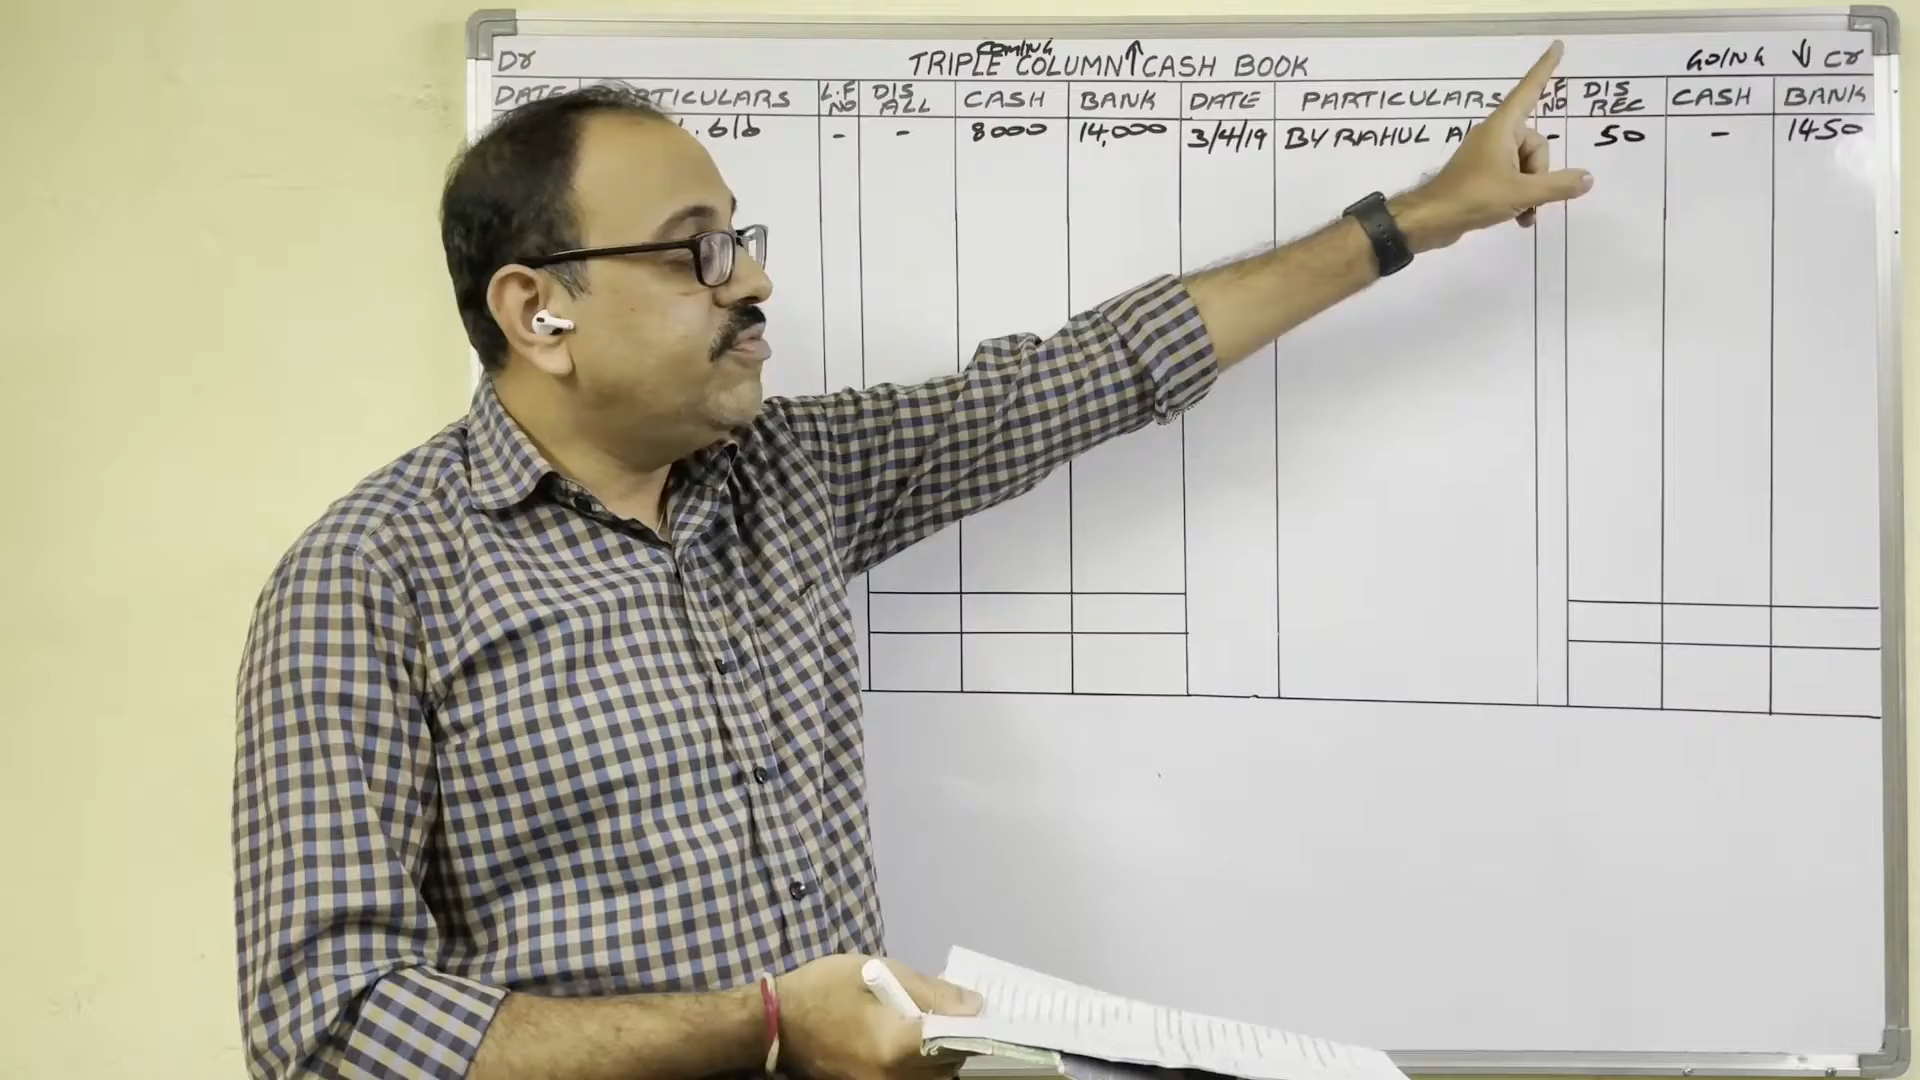 COMING
Dr TRIPLE COLUMN ↑ CASH BOOK GOING ↓ Cr
DATE PARTICULARS L.F NO DIS ALL CASH BANK DATE PARTICULARS L.F NO DIS REC CASH BANK
b/d - - 8000 14,000 3/4/19 BY RAHUL A/ - 50 - 1450